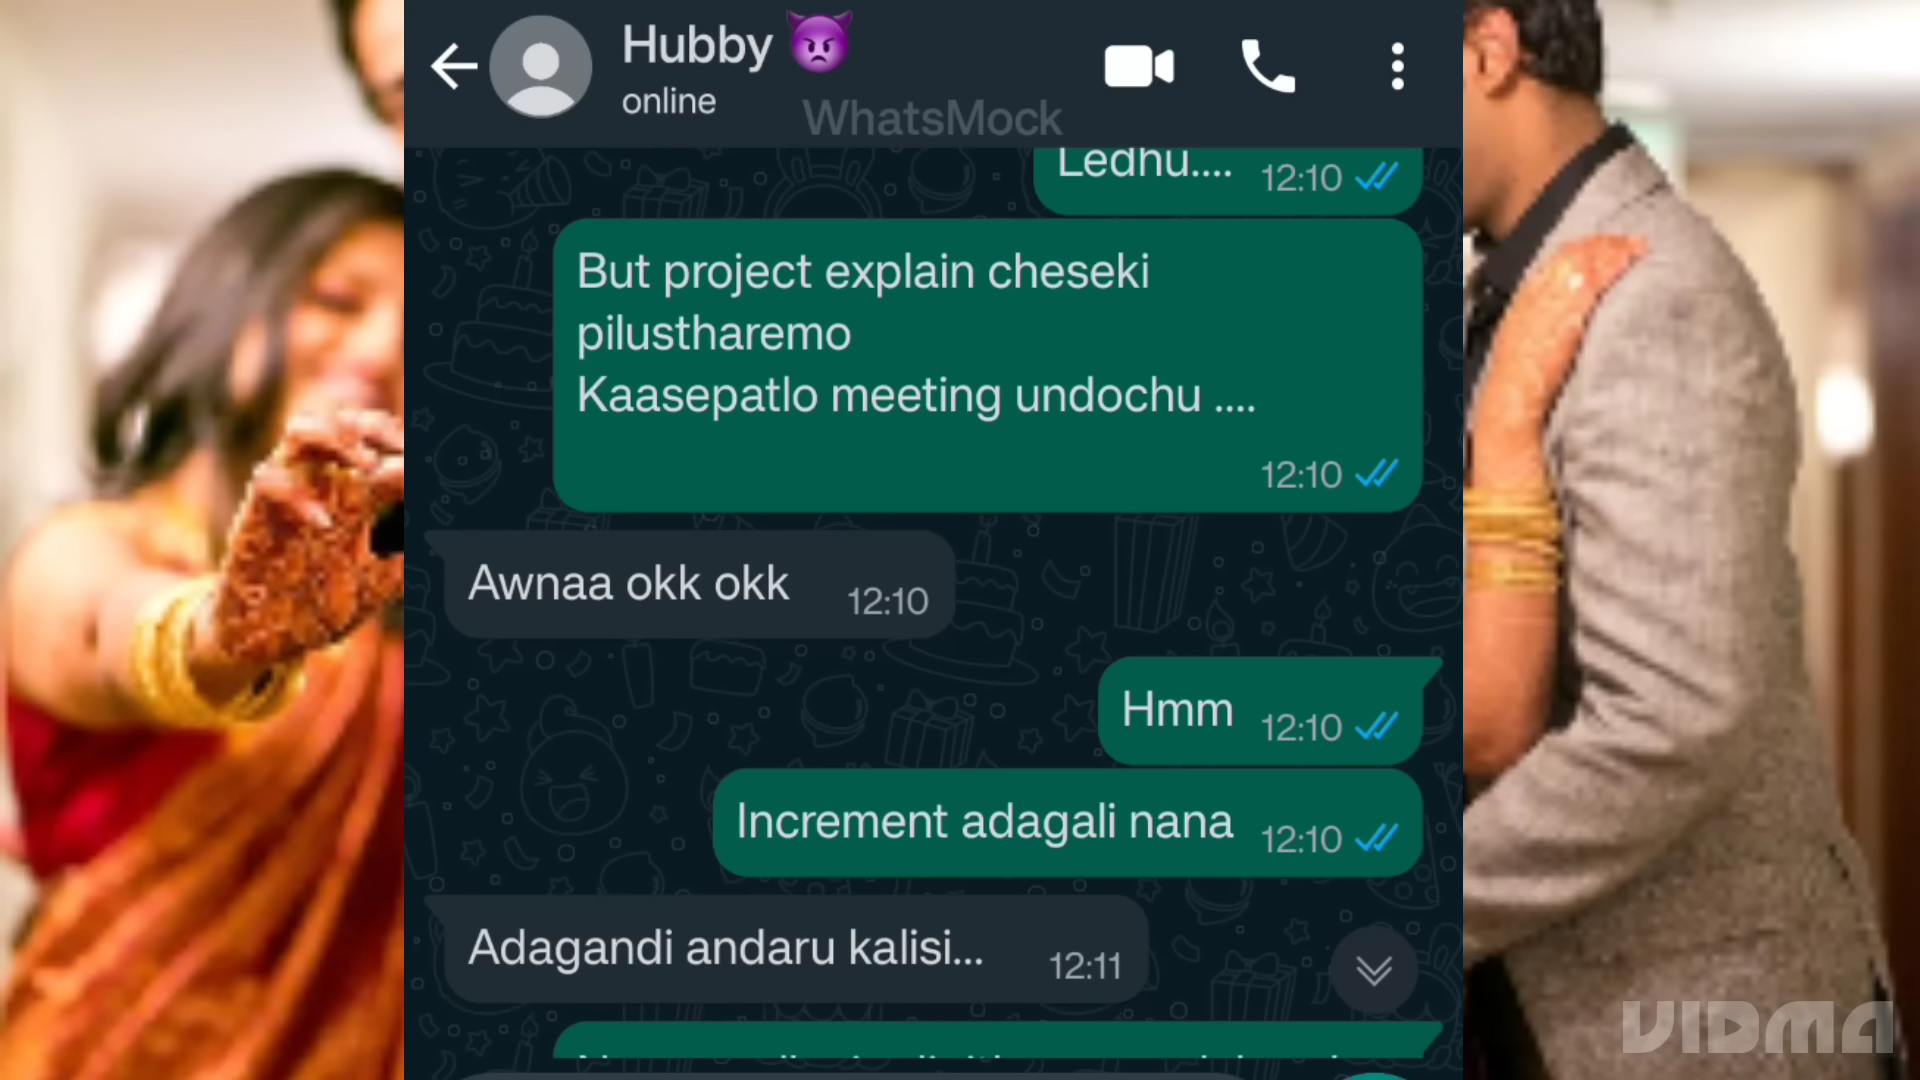 Hubby 😈
online
WhatsMock
Ledhu.... 12:10
But project explain cheseki
pilustharemo
Kaasepatlo meeting undochu ....
12:10
Awnaa okk okk 12:10
Hmm 12:10
Increment adagali nana 12:10
Adagandi andaru kalisi... 12:11
VIDMA